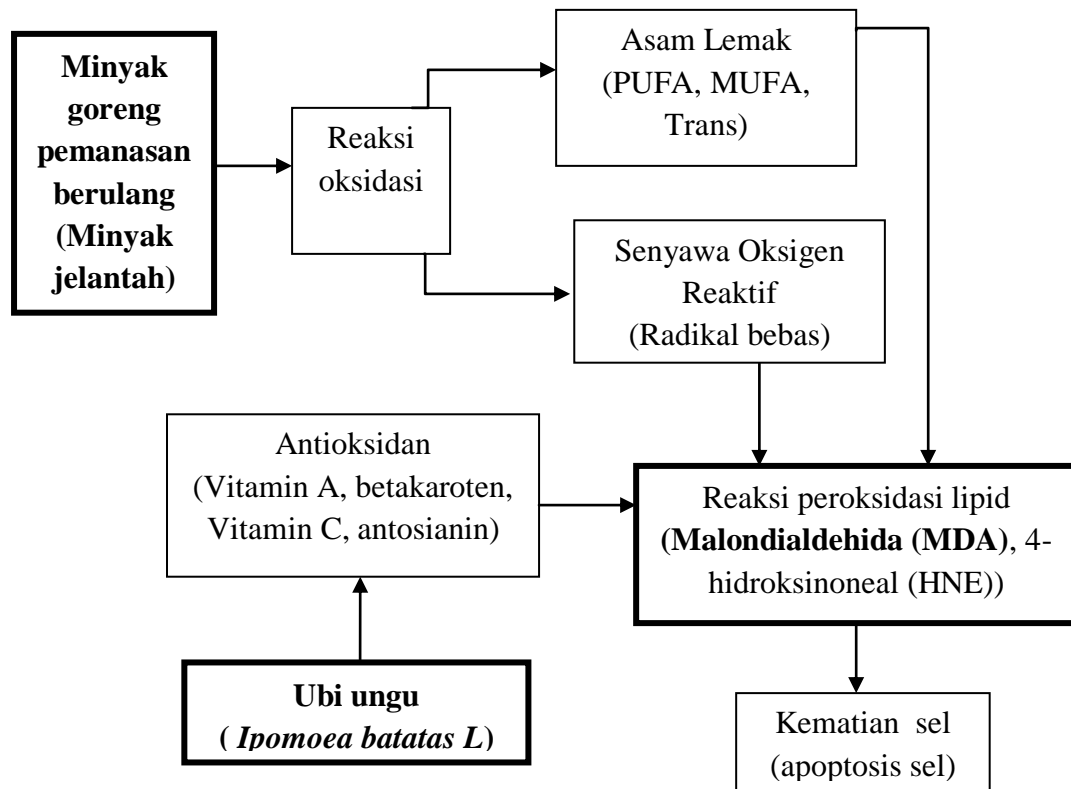 Minyak
goreng
pemanasan
berulang
(Minyak
jelantah)
Reaksi
oksidasi
Asam Lemak
(PUFA, MUFA,
Trans)
Senyawa Oksigen
Reaktif
(Radikal bebas)
Antioksidan
(Vitamin A, betakaroten,
Vitamin C, antosianin)
Reaksi peroksidasi lipid
(Malondialdehida (MDA), 4-
hidroksinoneal (HNE))
Ubi ungu
( Ipomoea batatas L)
Kematian sel
(apoptosis sel)